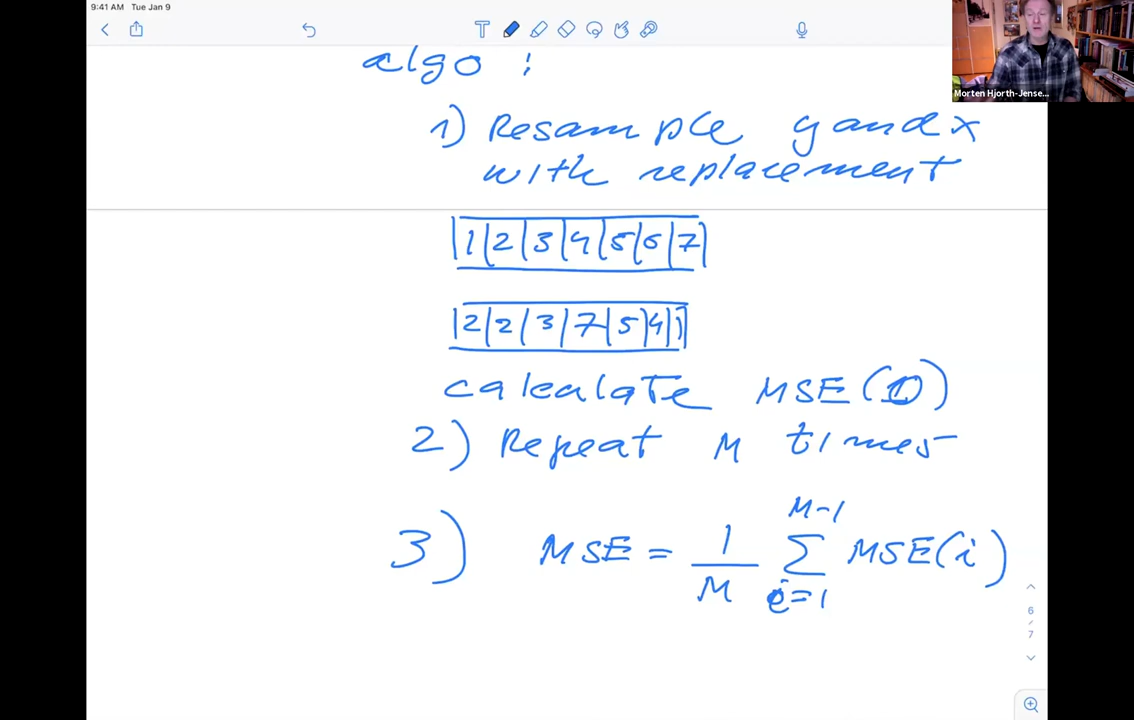 9:41 AM Tue Jan 9
Morten Hjorth-Jense...
algo :
1) Resample y and x
with replacement
|1|2|3|4|5|6|7|
|2|2|3|7|5|4|1|
calculate MSE(0)
2) Repeat M times
3) MSE = 1/M ∑_{i=1}^{M-1} MSE(i)
6
/
7